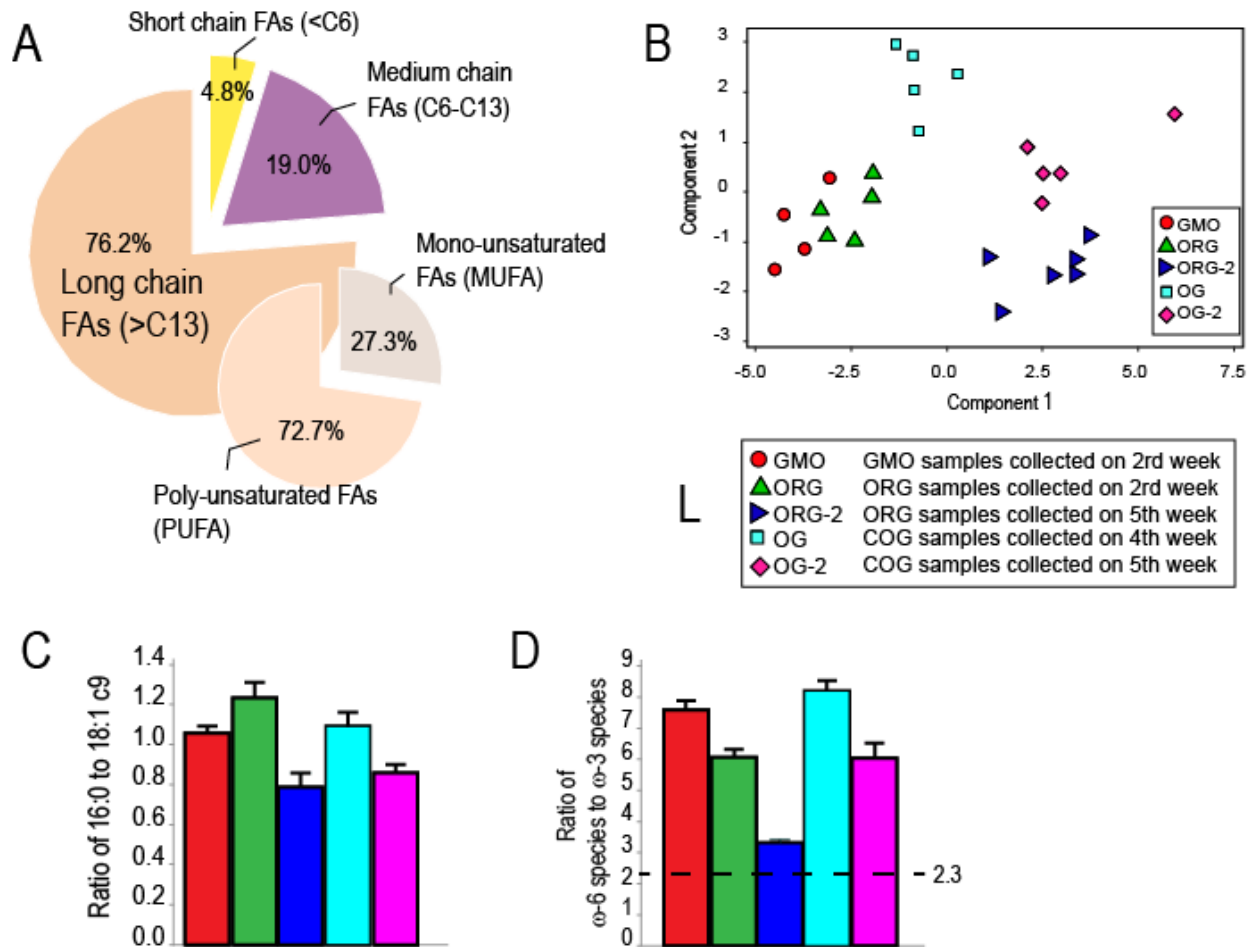 A
Short chain FAs (<C6)
4.8%
Medium chain
FAs (C6-C13)
19.0%
76.2%
Long chain
FAs (>C13)
Mono-unsaturated
FAs (MUFA)
27.3%
72.7%
Poly-unsaturated FAs
(PUFA)
B
Component 2
3
2
1
0
-1
-2
-3
-5.0 -2.5 0.0 2.5 5.0 7.5
Component 1
GMO
ORG
ORG-2
OG
OG-2
L
GMO GMO samples collected on 2rd week
ORG ORG samples collected on 2rd week
ORG-2 ORG samples collected on 5th week
OG COG samples collected on 4th week
OG-2 COG samples collected on 5th week
C
Ratio of 16:0 to 18:1 c9
1.4
1.2
1.0
0.8
0.6
0.4
0.2
0.0
D
Ratio of
ω-6 species to ω-3 species
9
8
7
6
5
4
3
2
1
0
2.3